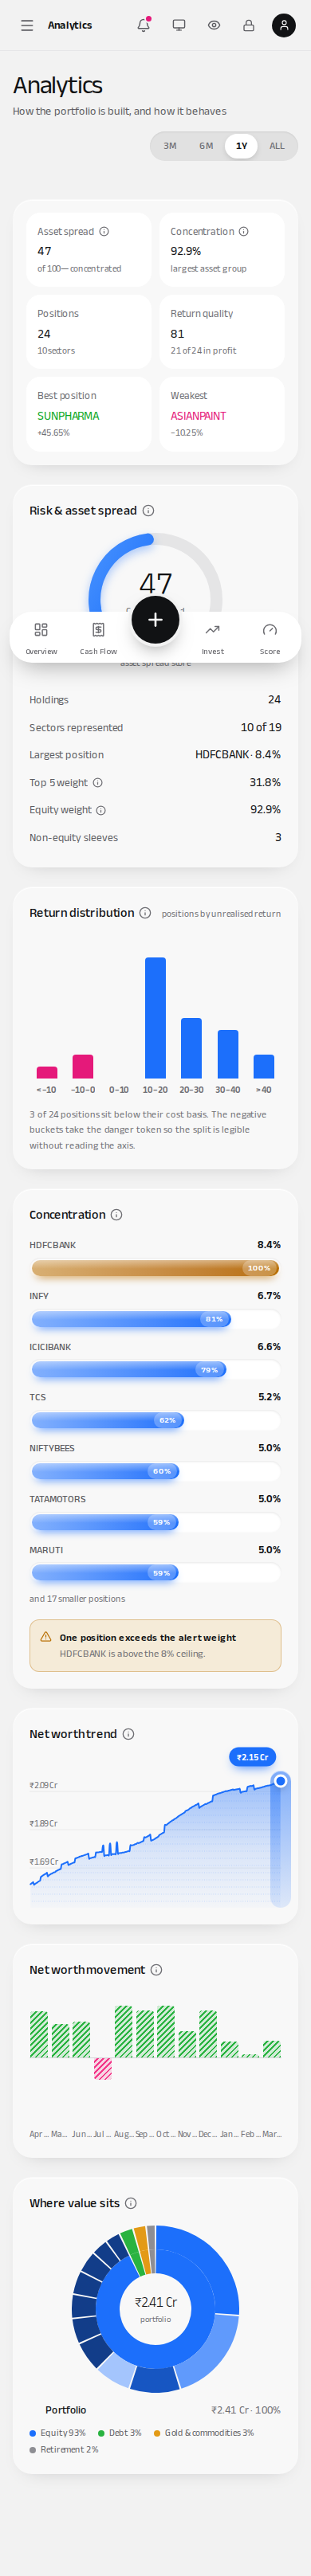 Analytics
Analytics
How the portfolio is built, and how it behaves
3M 6M 1Y ALL
Asset spread
47
of 100 — concentrated
Concentration
92.9%
largest asset group
Positions
24
10 sectors
Return quality
81
21 of 24 in profit
Best position
SUNPHARMA
+45.65%
Weakest
ASIANPAINT
−10.25%
Risk & asset spread
47
Overview Cash Flow Invest Score
asset spread score
Holdings 24
Sectors represented 10 of 19
Largest position HDFCBANK · 8.4%
Top 5 weight 31.8%
Equity weight 92.9%
Non-equity sleeves 3
Return distribution positions by unrealised return
<−10 −10–0 0–10 10–20 20–30 30–40 >40
3 of 24 positions sit below their cost basis. The negative
buckets take the danger token so the split is legible
without reading the axis.
Concentration
HDFCBANK 8.4%
100%
INFY 6.7%
81%
ICICIBANK 6.6%
79%
TCS 5.2%
62%
NIFTYBEES 5.0%
60%
TATAMOTORS 5.0%
59%
MARUTI 5.0%
59%
and 17 smaller positions
One position exceeds the alert weight
HDFCBANK is above the 8% ceiling.
Net worth trend
₹2.15 Cr
₹2.09Cr
₹1.89Cr
₹1.69Cr
Net worth movement
Apr … Ma… Jun… Jul … Aug… Sep … Oct… Nov… Dec… Jan… Feb … Mar…
Where value sits
₹2.41 Cr
portfolio
Portfolio ₹2.41 Cr · 100%
Equity 93% Debt 3% Gold & commodities 3%
Retirement 2%